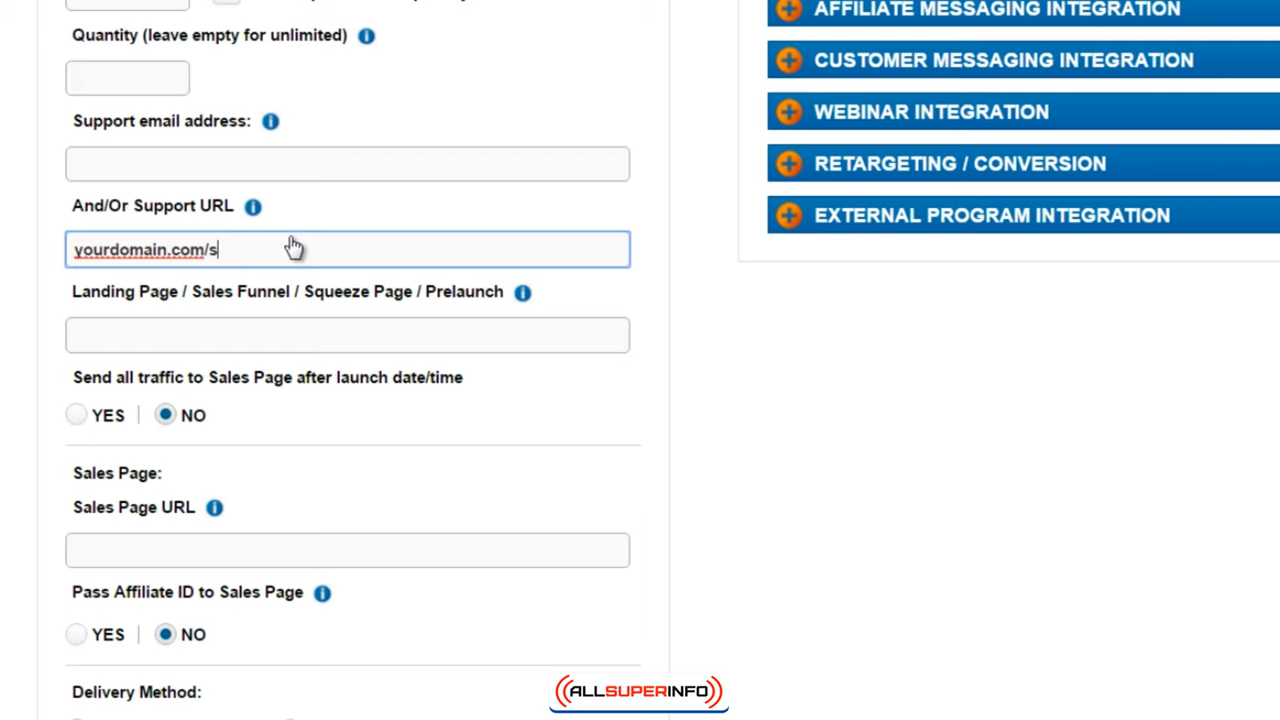 Quantity (leave empty for unlimited)
Support email address:
And/Or Support URL
yourdomain.com/s
Landing Page / Sales Funnel / Squeeze Page / Prelaunch
Send all traffic to Sales Page after launch date/time
YES | NO
Sales Page:
Sales Page URL
Pass Affiliate ID to Sales Page
YES | NO
Delivery Method:
AFFILIATE MESSAGING INTEGRATION
CUSTOMER MESSAGING INTEGRATION
WEBINAR INTEGRATION
RETARGETING / CONVERSION
EXTERNAL PROGRAM INTEGRATION
ALLSUPERINFO